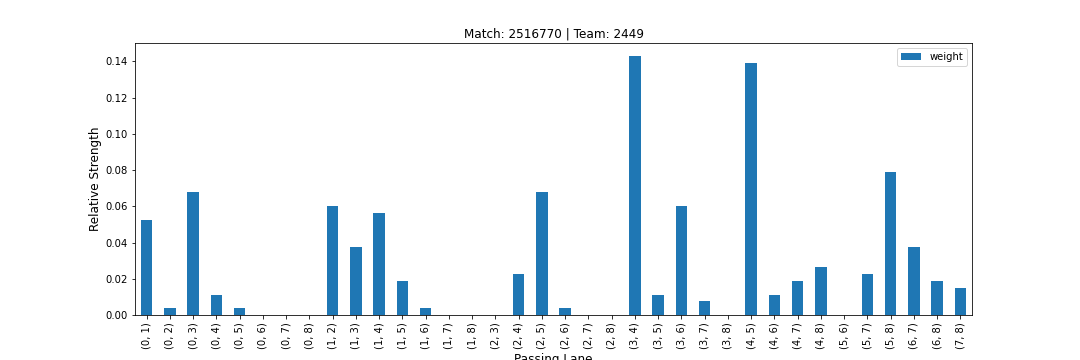 Match: 2516770 | Team: 2449
weight
Relative Strength
0.14
0.12
0.10
0.08
0.06
0.04
0.02
0.00
(0, 1) (0, 2) (0, 3) (0, 4) (0, 5) (0, 6) (0, 7) (0, 8) (1, 2) (1, 3) (1, 4) (1, 5) (1, 6) (1, 7) (1, 8) (2, 3) (2, 4) (2, 5) (2, 6) (2, 7) (2, 8) (3, 4) (3, 5) (3, 6) (3, 7) (3, 8) (4, 5) (4, 6) (4, 7) (4, 8) (5, 6) (5, 7) (5, 8) (6, 7) (6, 8) (7, 8)
Passing Lane